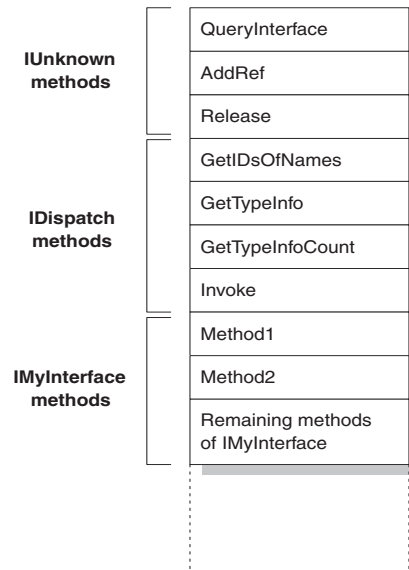 IUnknown
methods
QueryInterface
AddRef
Release
IDispatch
methods
GetIDsOfNames
GetTypeInfo
GetTypeInfoCount
Invoke
IMyInterface
methods
Method1
Method2
Remaining methods
of IMyInterface